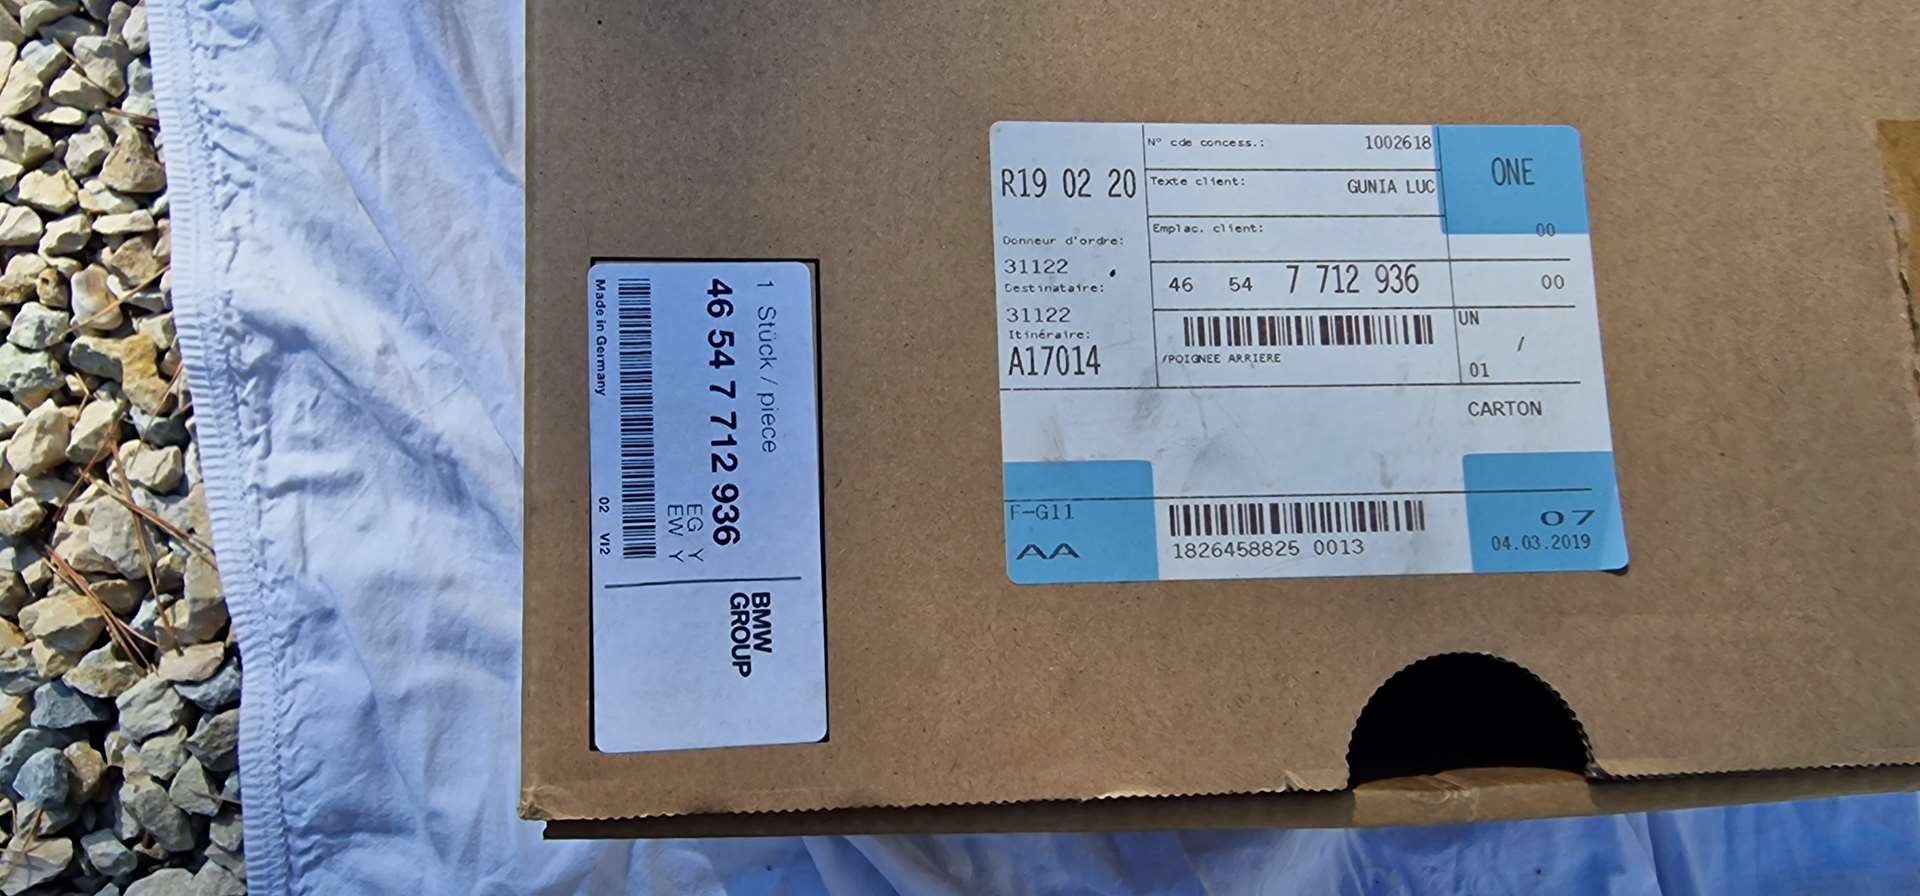 1 Stück / piece
46 54 7 712 936
EG Y
EW Y
Made in Germany
02 VI2
BMW
GROUP
R19 02 20
Donneur d'ordre:
31122
Destinataire:
31122
Itinéraire:
A17014
N° cde concess.: 1002618
Texte client: GUNIA LUC
Emplac. client:
46 54 7 712 936
/POIGNEE ARRIERE
ONE
00
00
UN
/
01
CARTON
F-G11
AA
1826458825 0013
07
04.03.2019